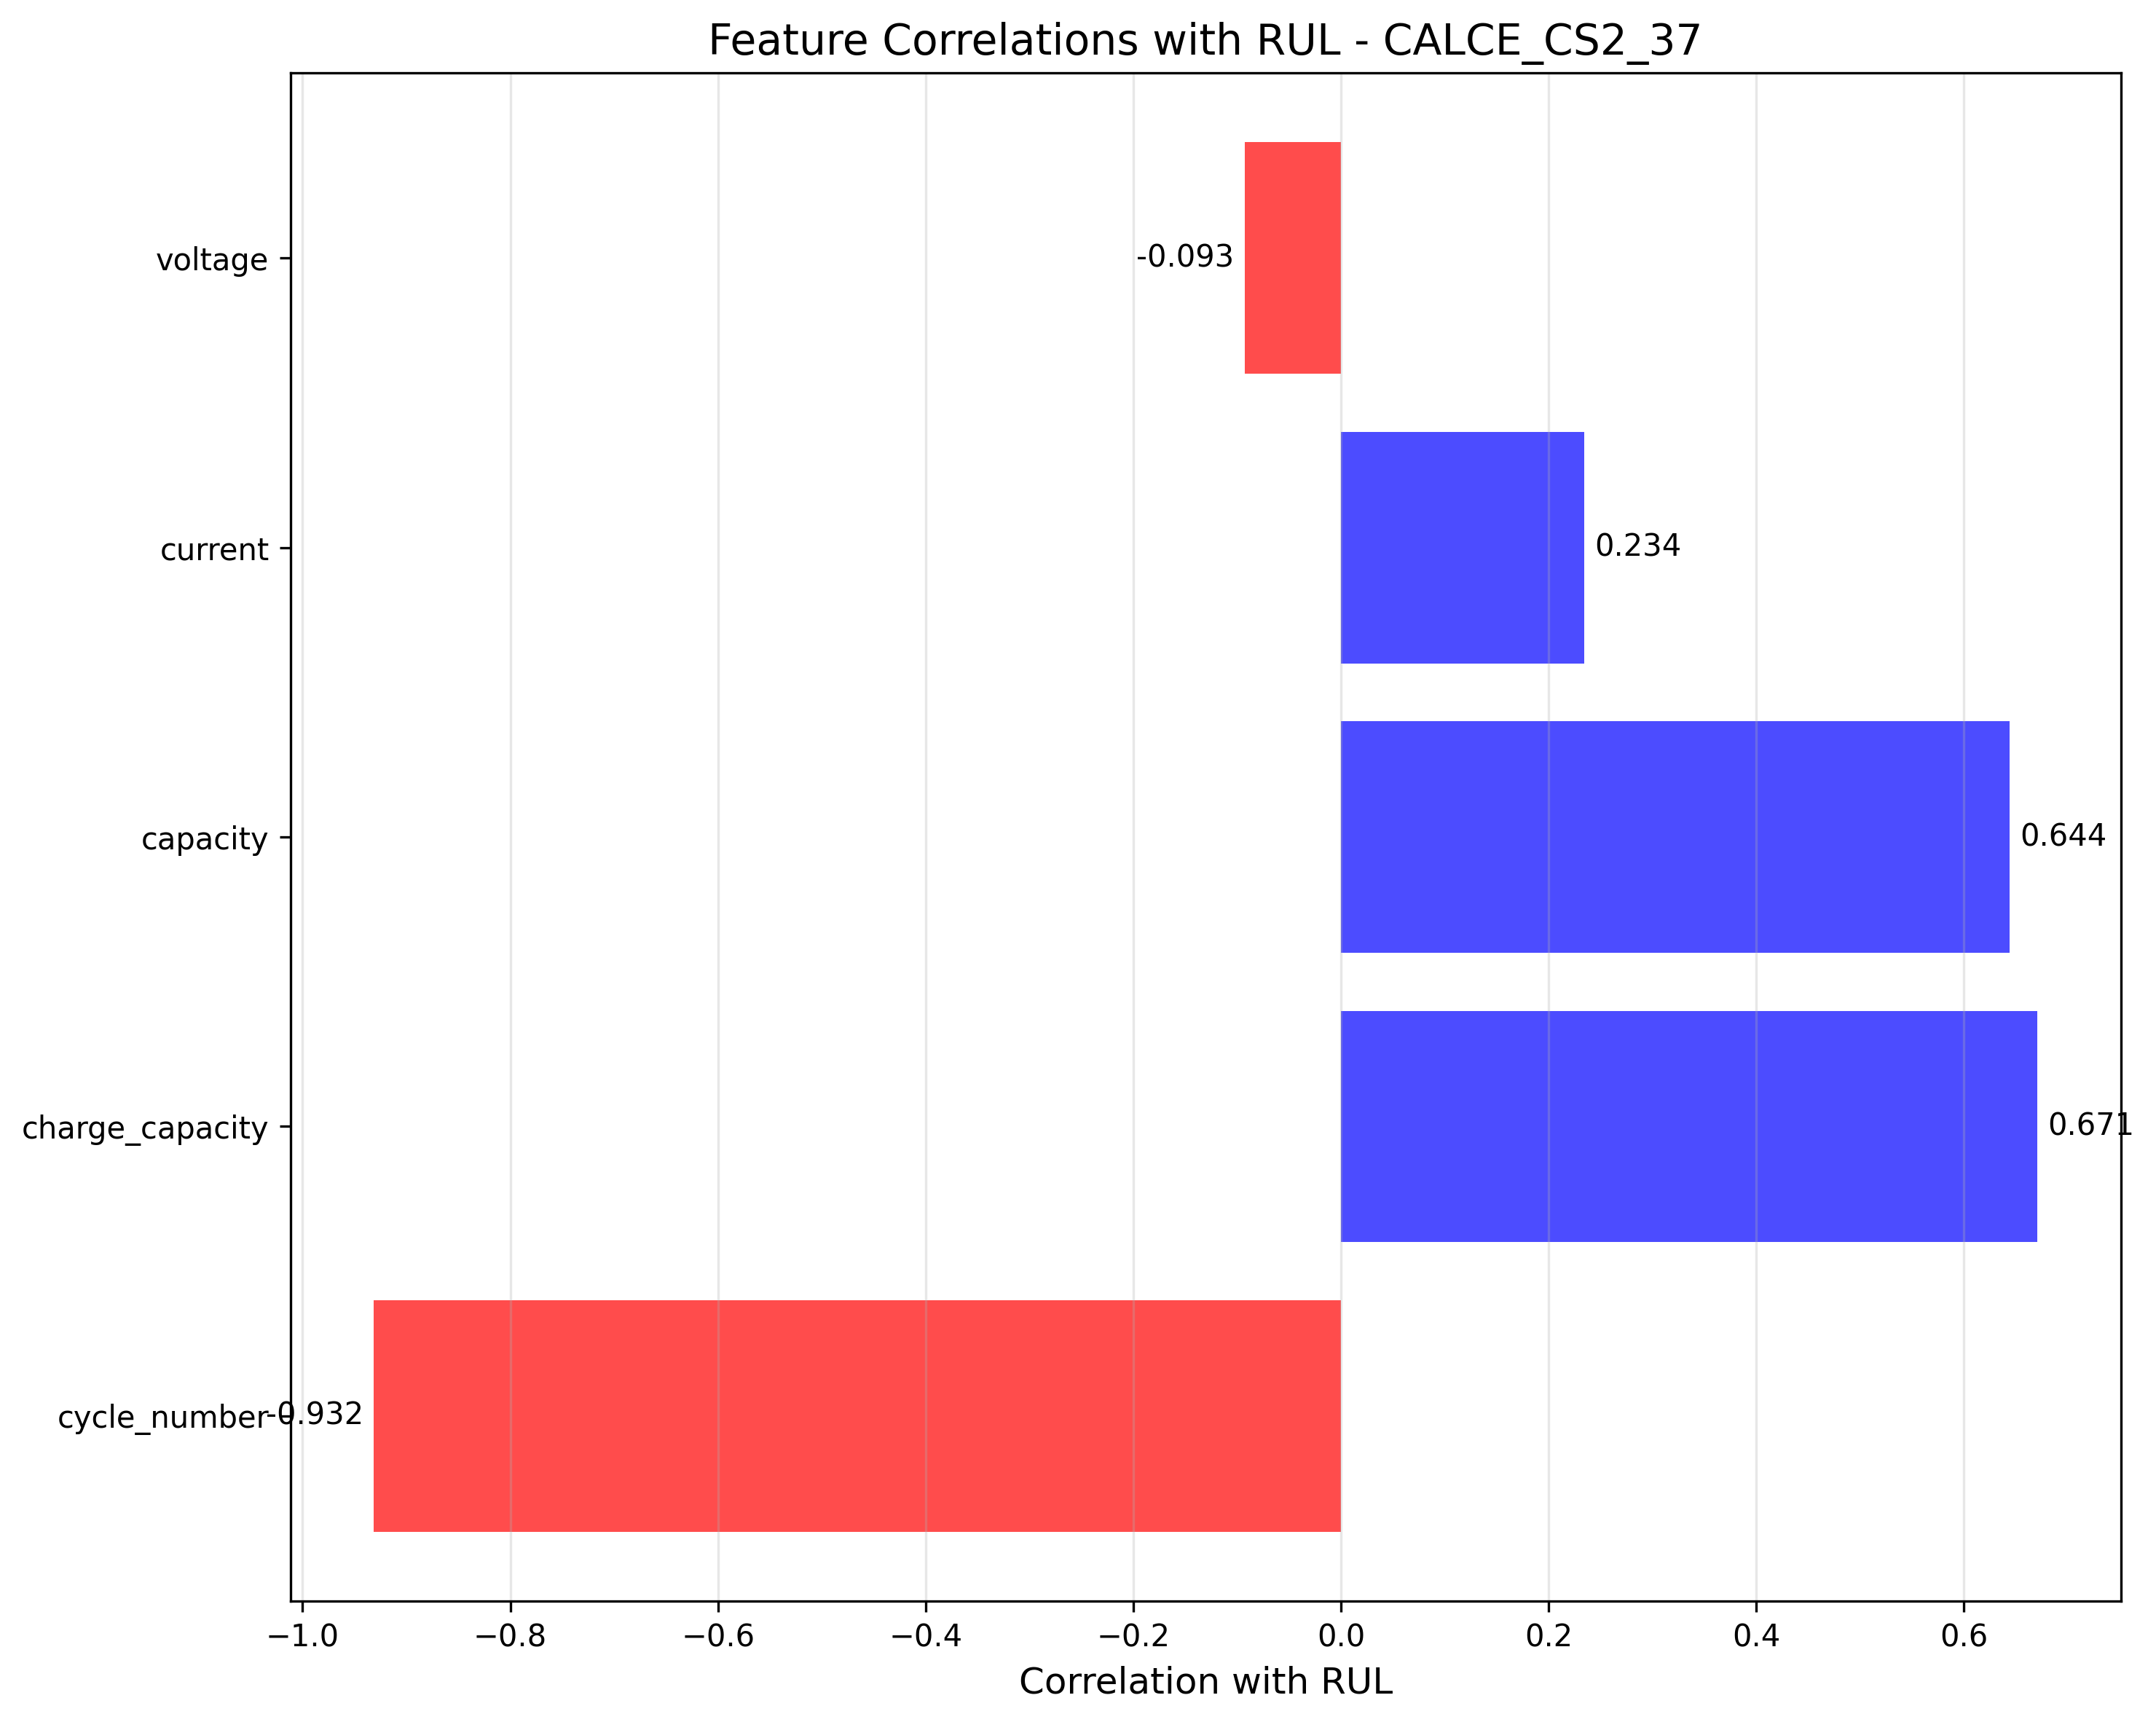 Feature Correlations with RUL - CALCE_CS2_37
voltage
-0.093
current
0.234
capacity
0.644
charge_capacity
0.671
cycle_number
-0.932
−1.0
−0.8
−0.6
−0.4
−0.2
0.0
0.2
0.4
0.6
Correlation with RUL